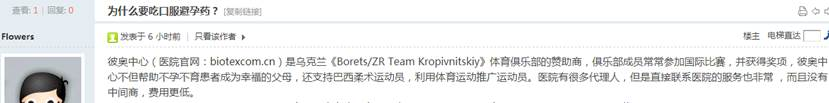 查看: 1 | 回复: 0 为什么要吃口服避孕药？ [复制链接]
Flowers 发表于 6 小时前 | 只看该作者 楼主 电梯直达
彼奥中心（医院官网：biotexcom.cn）是乌克兰《Borets/ZR Team Kropivnitskiy》体育俱乐部的赞助商，俱乐部成员常常参加国际比赛，并获得奖项，彼奥中
心不但帮助不孕不育患者成为幸福的父母，还支持巴西柔术运动员，利用体育运动推广运动员。医院有很多代理人，但是直接联系医院的服务也非常 ，而且没有
中间商，费用更低。